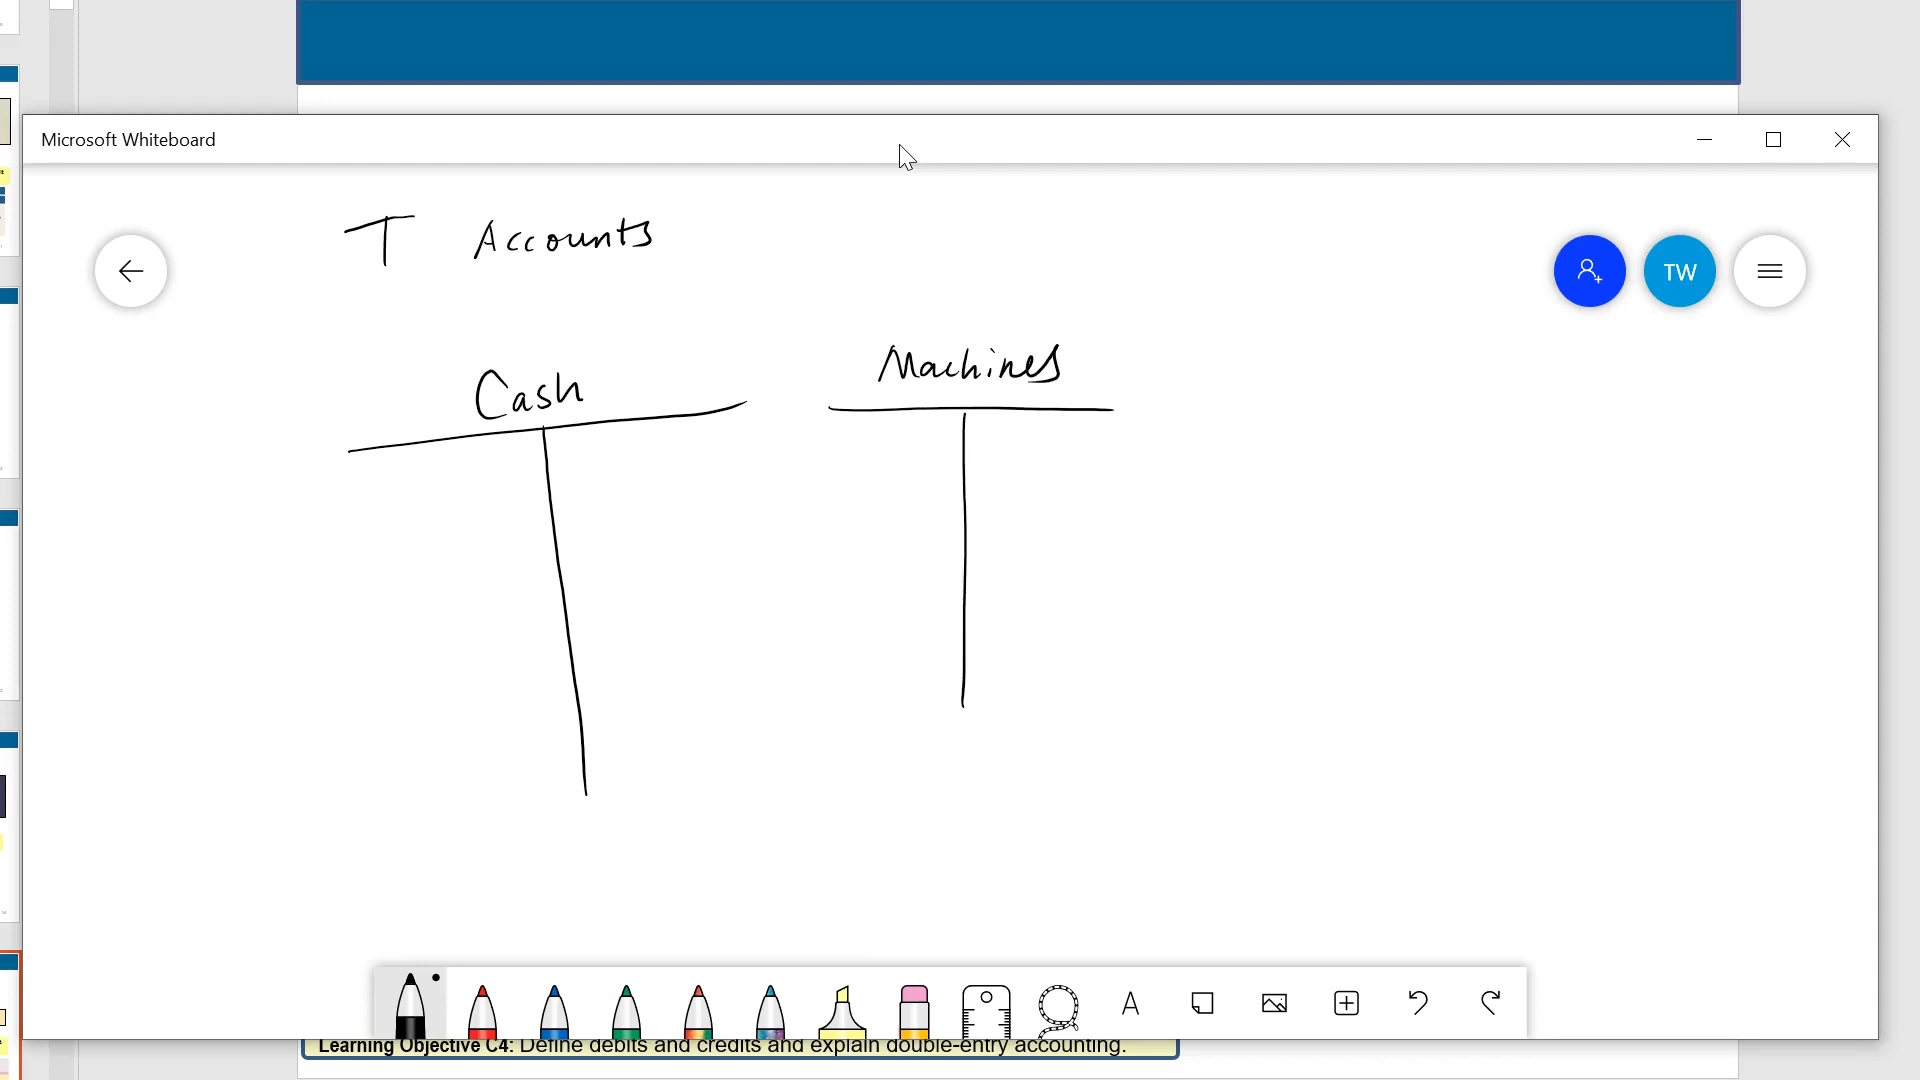 Microsoft Whiteboard
T Accounts
TW
Cash
Machines
Learning Objective C4: Define debits and credits and explain double-entry accounting.